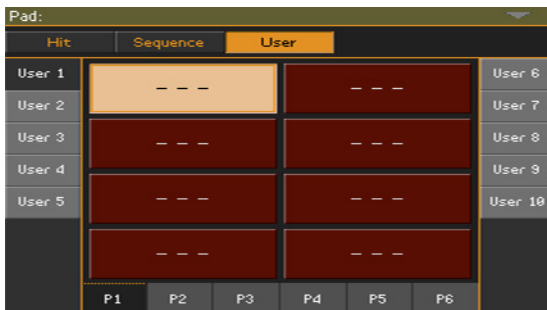 Pad:
Hit Sequence User
User 1 - - - - - - User 6
User 2 User 7
User 3 - - - - - - User 8
User 4 User 9
User 5 - - - - - - User 10
- - - - - -
P1 P2 P3 P4 P5 P6